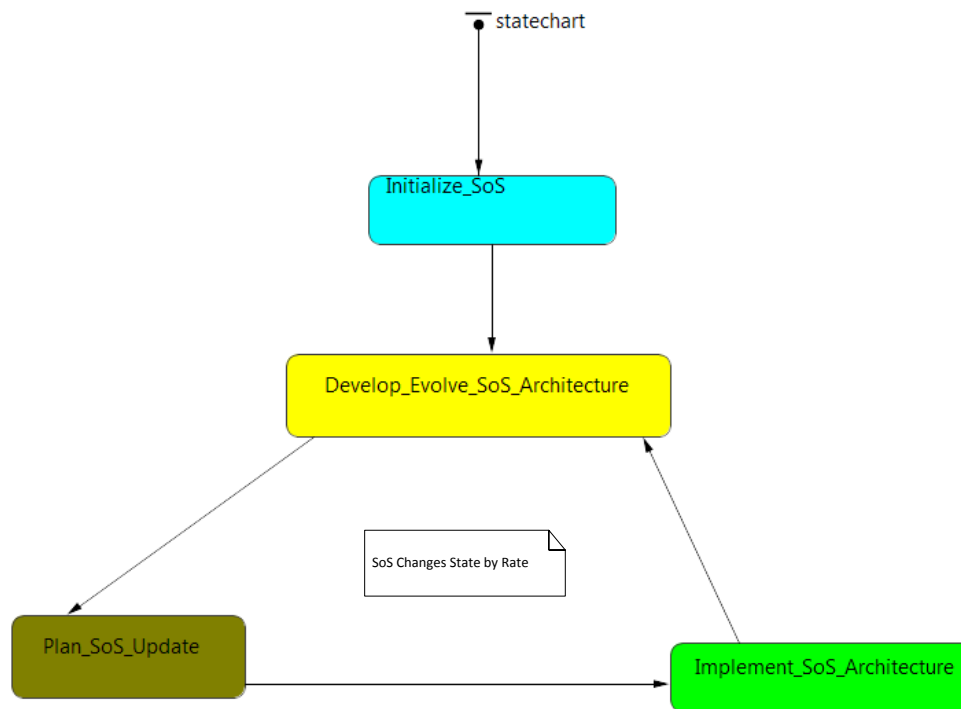 statechart
Initialize_SoS
Develop_Evolve_SoS_Architecture
SoS Changes State by Rate
Plan_SoS_Update
Implement_SoS_Architecture